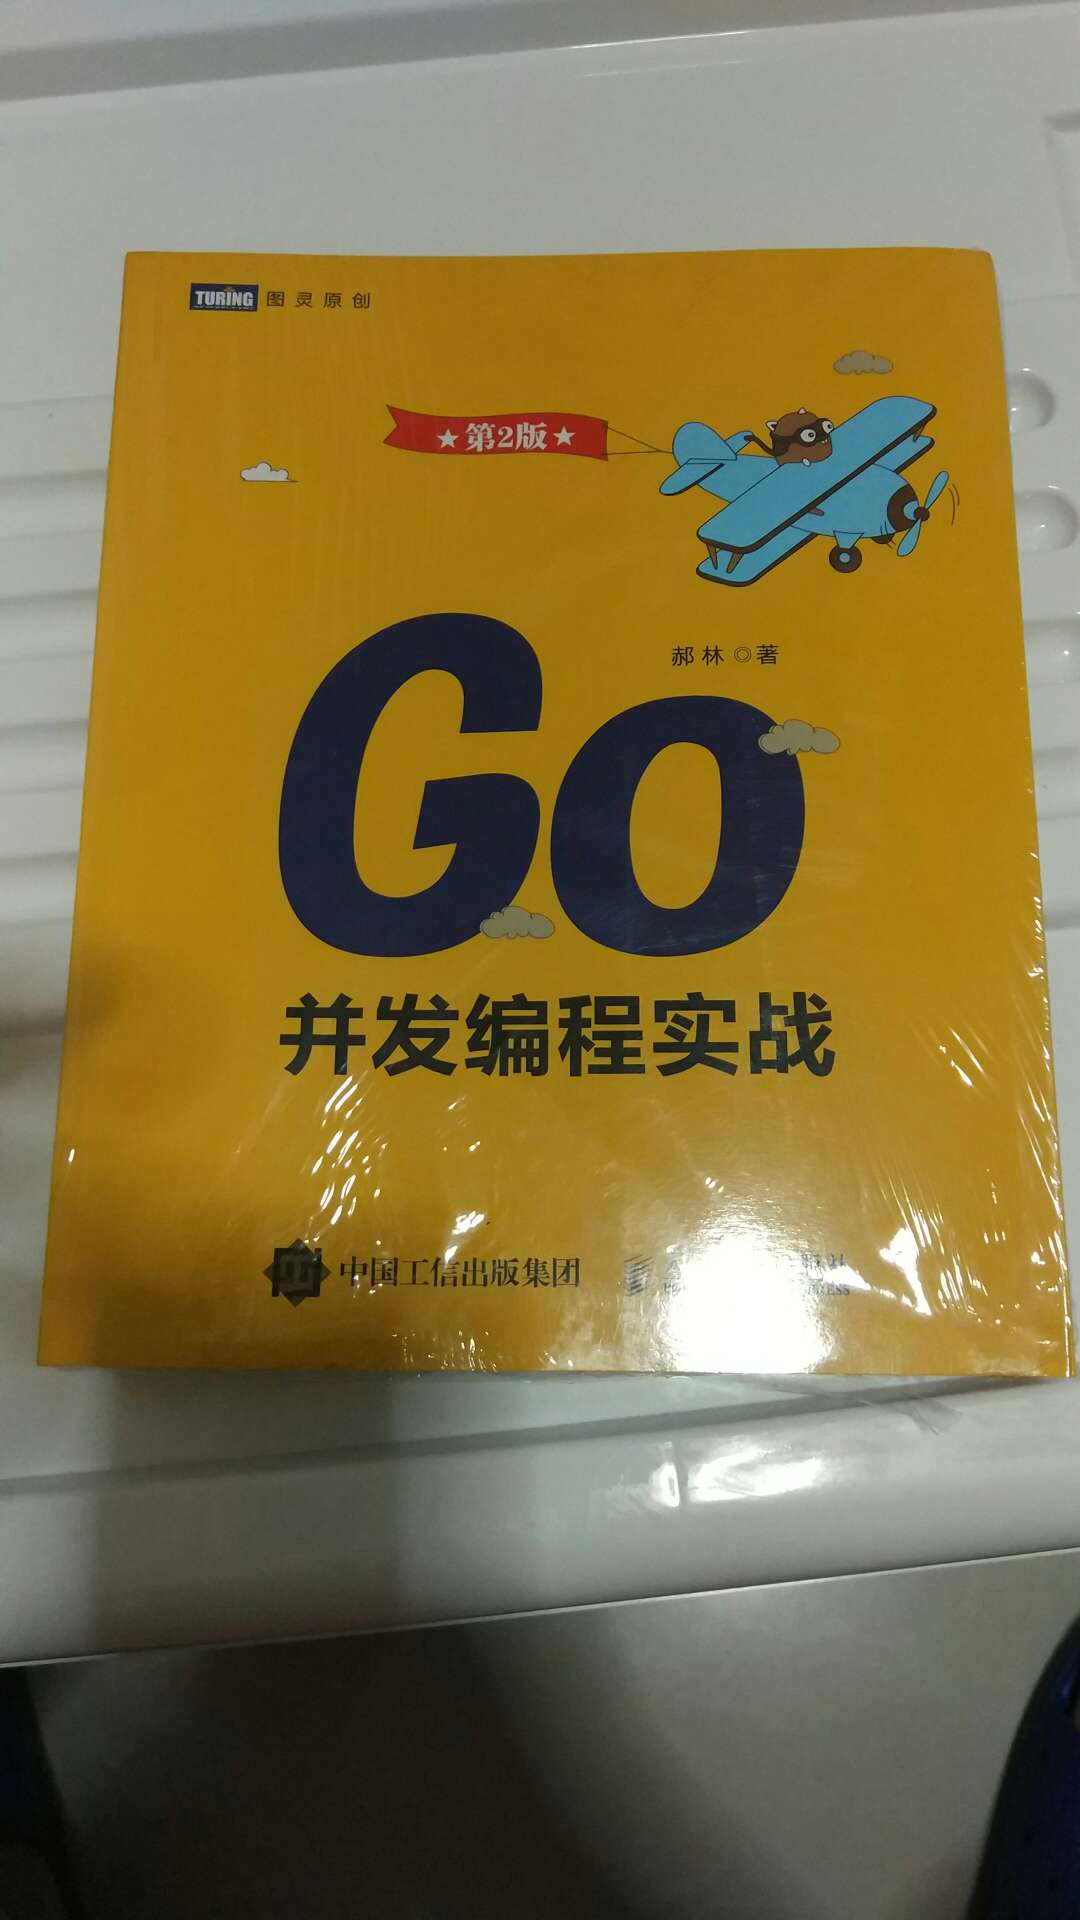 TURING 图灵原创
★ 第2版 ★
郝林 ◎ 著
Go
并发编程实战
中国工信出版集团